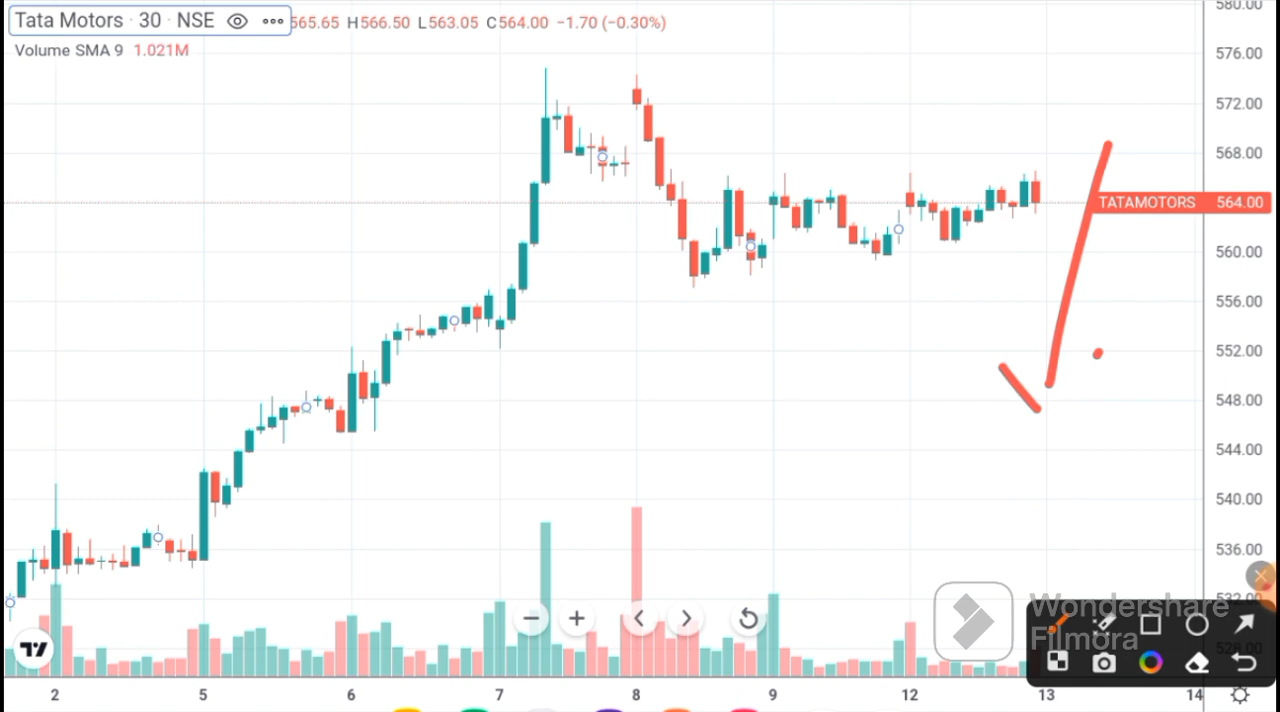 Tata Motors · 30 · NSE 565.65 H566.50 L563.05 C564.00 −1.70 (−0.30%)
Volume SMA 9 1.021M
580.00
576.00
572.00
568.00
TATAMOTORS 564.00
560.00
556.00
552.00
548.00
544.00
540.00
536.00
532.00
528.00
Wondershare
Filmora
2 5 6 7 8 9 12 13 14